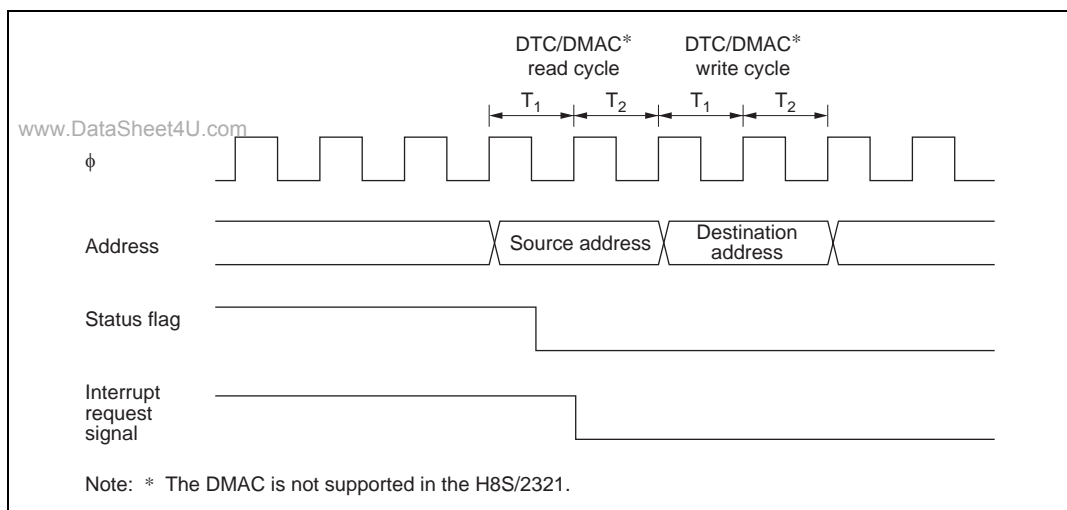 DTC/DMAC* DTC/DMAC*
read cycle write cycle
T1 T2 T1 T2
www.DataSheet4U.com
ϕ
Address Source address Destination address
Status flag
Interrupt
request
signal
Note: * The DMAC is not supported in the H8S/2321.